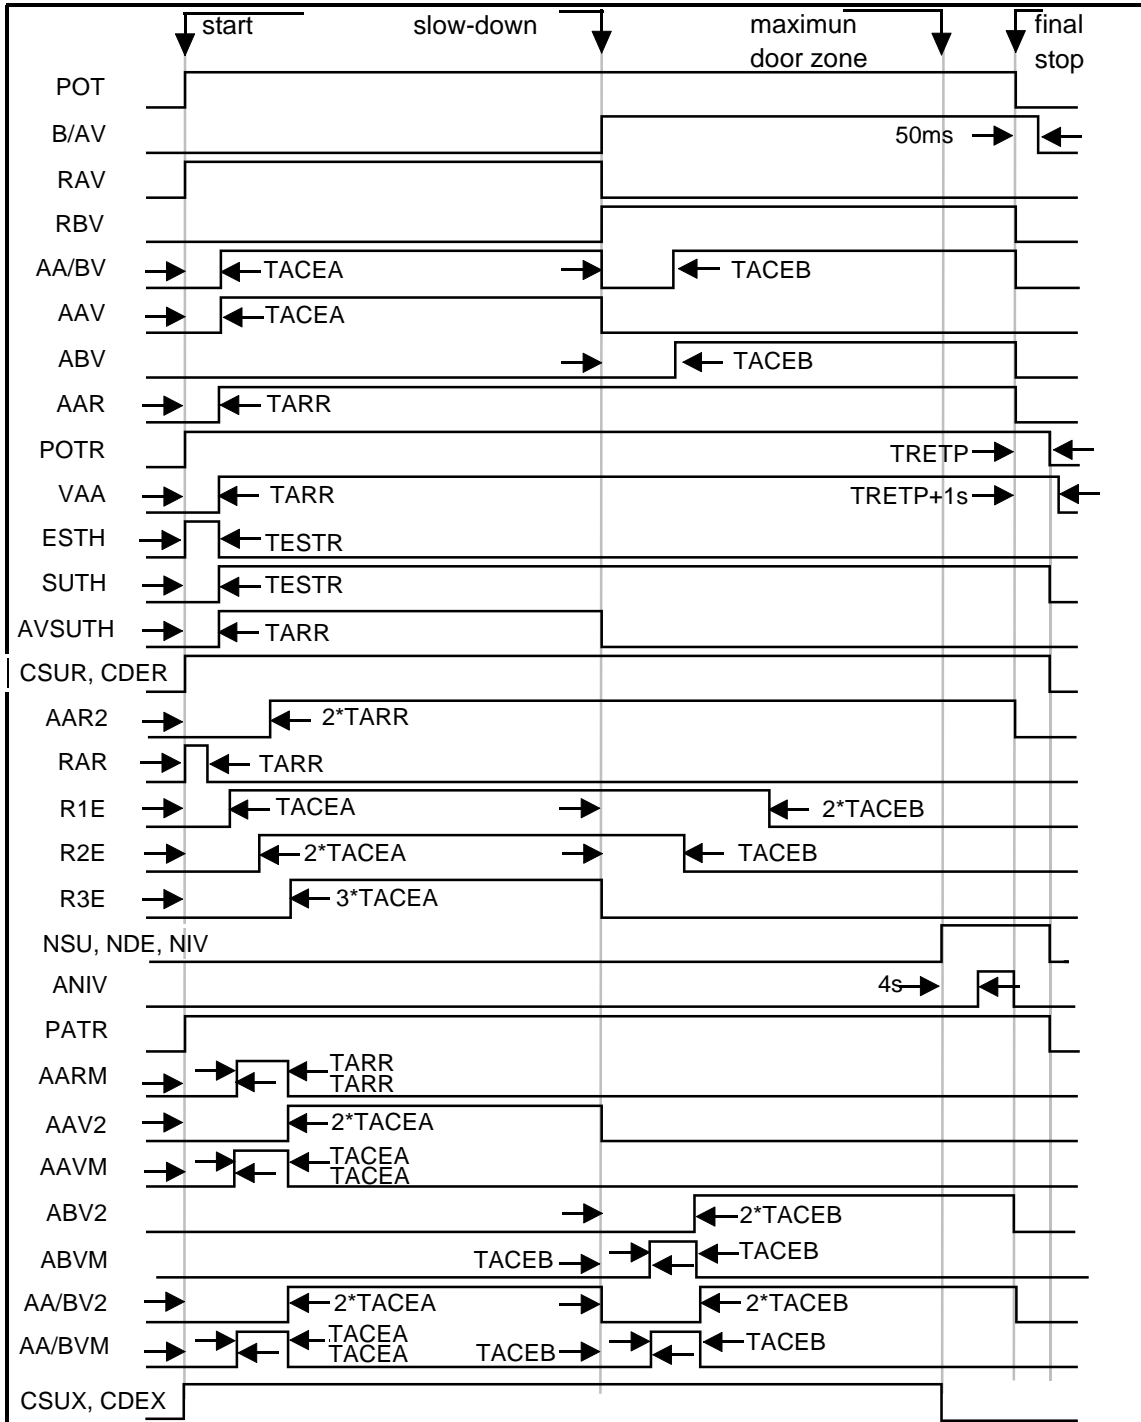 start slow-down maximun final
door zone stop
POT
B/AV 50ms
RAV
RBV
AA/BV TACEA TACEB
AAV TACEA
ABV TACEB
AAR TARR
POTR TRETP
VAA TARR TRETP+1s
ESTH TESTR
SUTH TESTR
AVSUTH TARR
CSUR, CDER
AAR2 2*TARR
RAR TARR
R1E TACEA 2*TACEB
R2E 2*TACEA TACEB
R3E 3*TACEA
NSU, NDE, NIV
ANIV 4s
PATR
TARR
AARM TARR
AAV2 2*TACEA
TACEA
AAVM TACEA
ABV2 2*TACEB
ABVM TACEB TACEB
AA/BV2 2*TACEA 2*TACEB
TACEA
AA/BVM TACEA TACEB TACEB
CSUX, CDEX